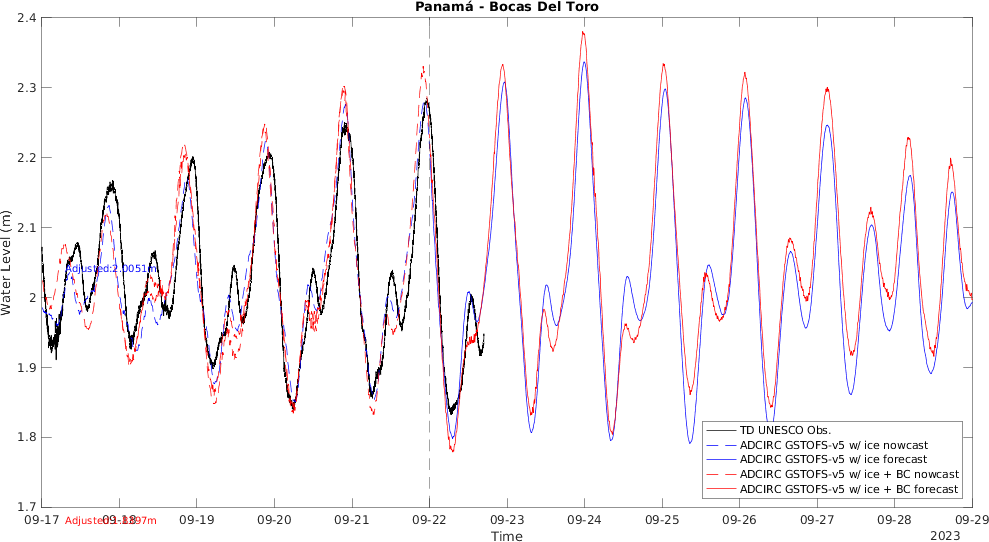 Panamá - Bocas Del Toro
Water Level (m)
2.4
2.3
2.2
2.1
2
1.9
1.8
1.7
Adjusted:2.0051m
TD UNESCO Obs.
ADCIRC GSTOFS-v5 w/ ice nowcast
ADCIRC GSTOFS-v5 w/ ice forecast
ADCIRC GSTOFS-v5 w/ ice + BC nowcast
ADCIRC GSTOFS-v5 w/ ice + BC forecast
09-17 09-18 09-19 09-20 09-21 09-22 09-23 09-24 09-25 09-26 09-27 09-28 09-29
Time
2023